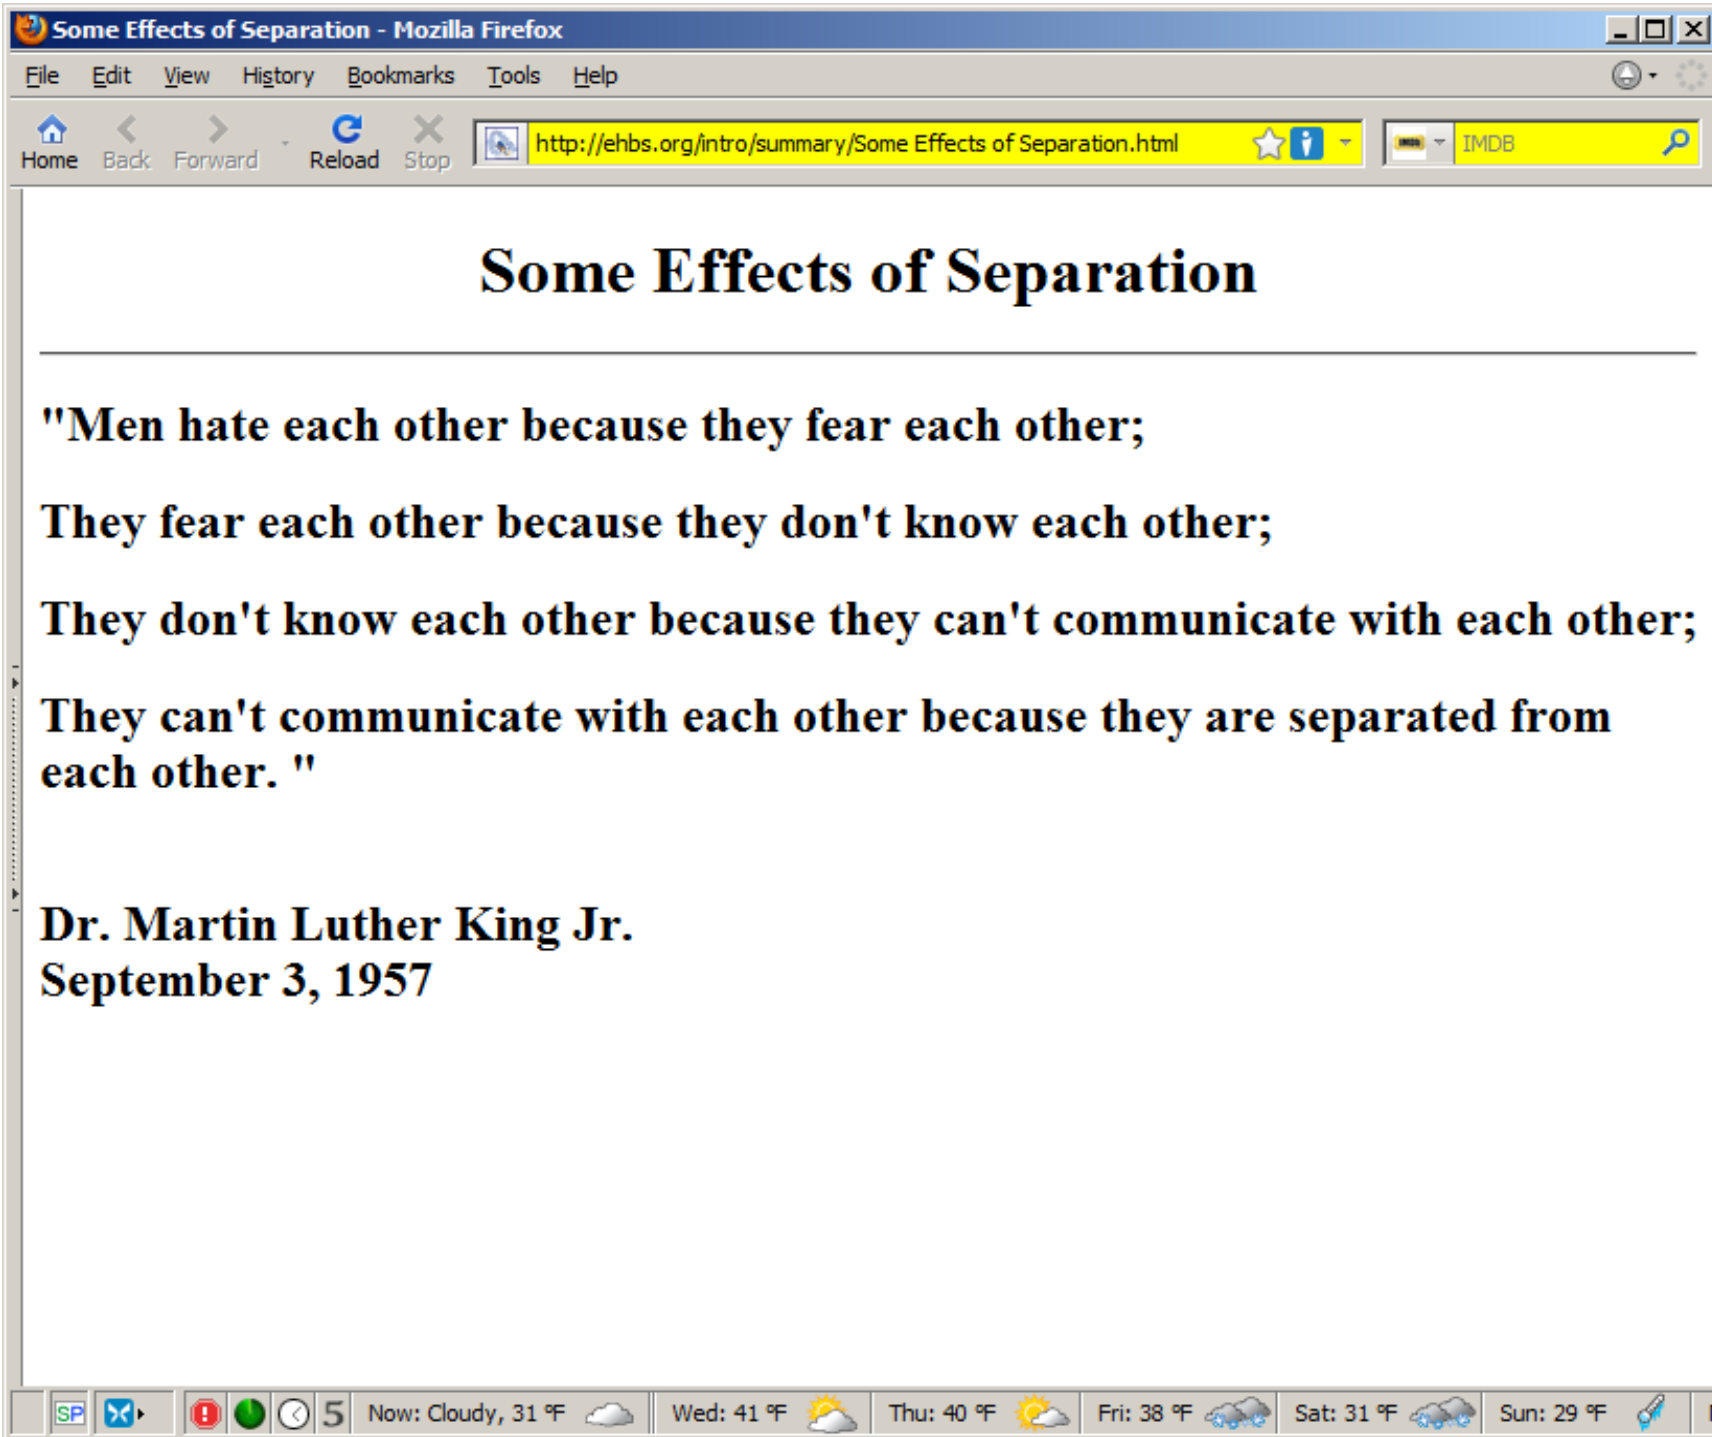 Some Effects of Separation - Mozilla Firefox
File Edit View History Bookmarks Tools Help
Home Back Forward Reload Stop http://ehbs.org/intro/summary/Some Effects of Separation.html IMDB
Some Effects of Separation
"Men hate each other because they fear each other;
They fear each other because they don't know each other;
They don't know each other because they can't communicate with each other;
They can't communicate with each other because they are separated from
each other. "
Dr. Martin Luther King Jr.
September 3, 1957
SP 5 Now: Cloudy, 31 °F Wed: 41 °F Thu: 40 °F Fri: 38 °F Sat: 31 °F Sun: 29 °F